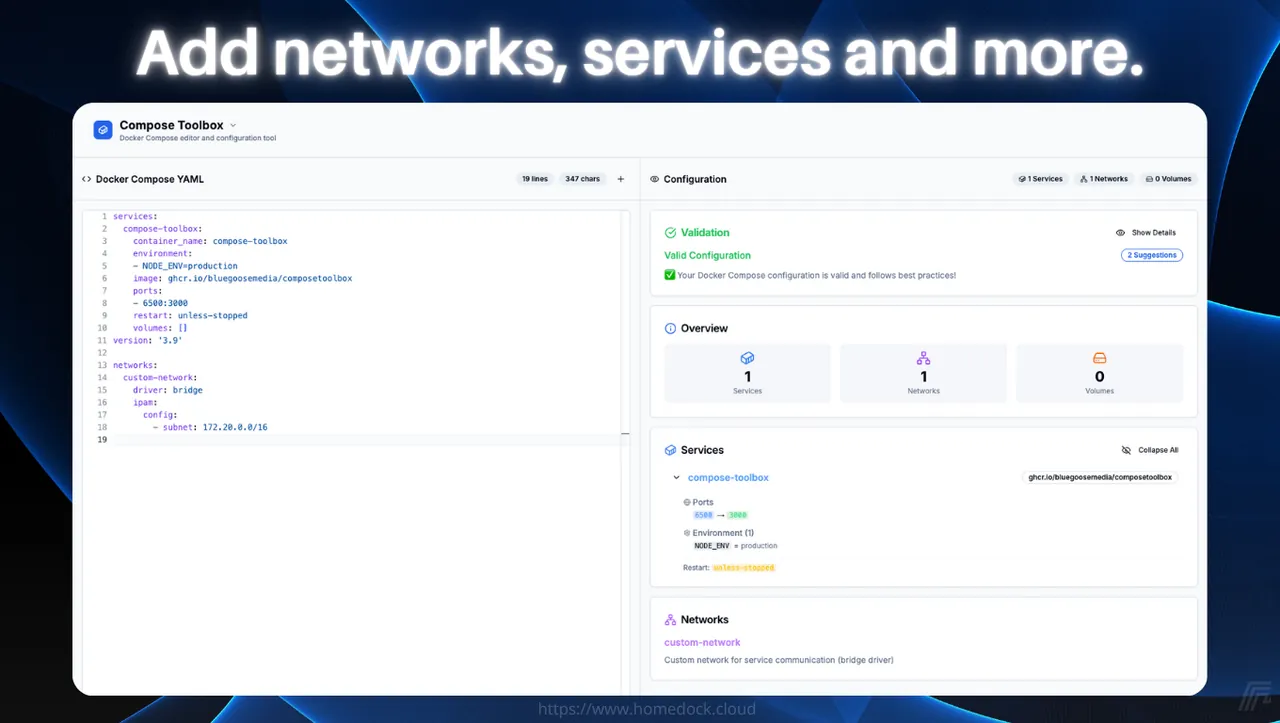 Add networks, services and more.
Compose Toolbox
Docker Compose editor and configuration tool
<> Docker Compose YAML
19 lines
347 chars
+
1 services:
2 compose-toolbox:
3 container_name: compose-toolbox
4 environment:
5 - NODE_ENV=production
6 image: ghcr.io/bluegoosemedia/composetoolbox
7 ports:
8 - 6500:3000
9 restart: unless-stopped
10 volumes: []
11 version: '3.9'
12
13 networks:
14 custom-network:
15 driver: bridge
16 ipam:
17 config:
18 - subnet: 172.20.0.0/16
19
Configuration
1 Services
1 Networks
0 Volumes
Validation
Show Details
Valid Configuration
2 Suggestions
✅ Your Docker Compose configuration is valid and follows best practices!
Overview
1
Services
1
Networks
0
Volumes
Services
Collapse All
compose-toolbox
ghcr.io/bluegoosemedia/composetoolbox
Ports
6500 → 3000
Environment (1)
NODE_ENV = production
Restart: unless-stopped
Networks
custom-network
Custom network for service communication (bridge driver)
https://www.homedock.cloud